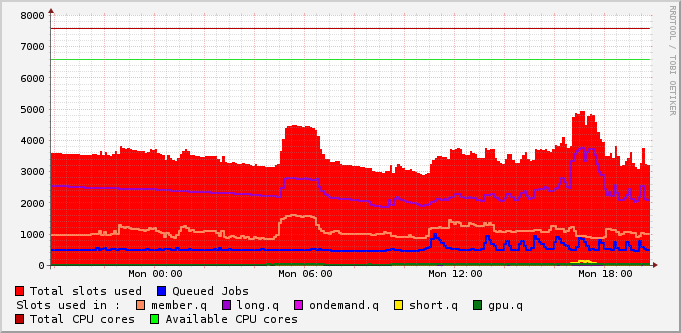 8000
7000
6000
5000
4000
3000
2000
1000
0
Mon 00:00 Mon 06:00 Mon 12:00 Mon 18:00
RRDTOOL / TOBI OETIKER
Total slots used Queued Jobs
Slots used in : member.q long.q ondemand.q short.q gpu.q
Total CPU cores Available CPU cores